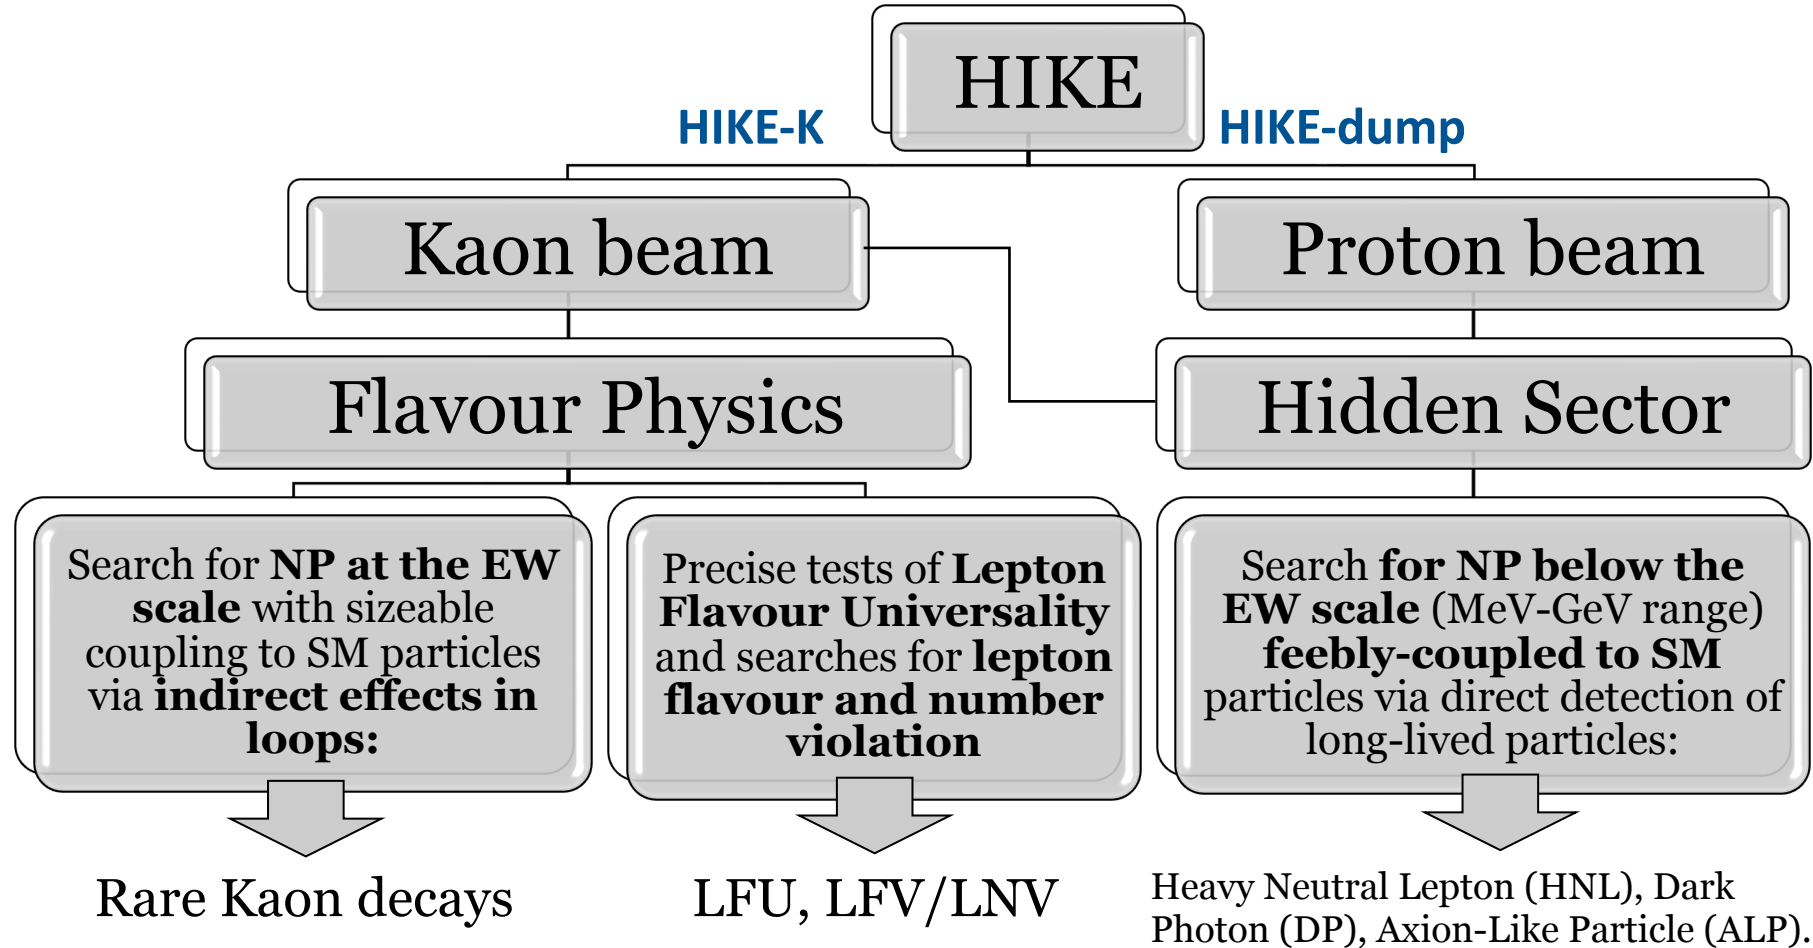 HIKE
HIKE-K
HIKE-dump
Kaon beam
Proton beam
Flavour Physics
Hidden Sector
Search for NP at the EW
scale with sizeable
coupling to SM particles
via indirect effects in
loops:
Precise tests of Lepton
Flavour Universality
and searches for lepton
flavour and number
violation
Search for NP below the
EW scale (MeV-GeV range)
feebly-coupled to SM
particles via direct detection of
long-lived particles:
Rare Kaon decays
LFU, LFV/LNV
Heavy Neutral Lepton (HNL), Dark
Photon (DP), Axion-Like Particle (ALP).